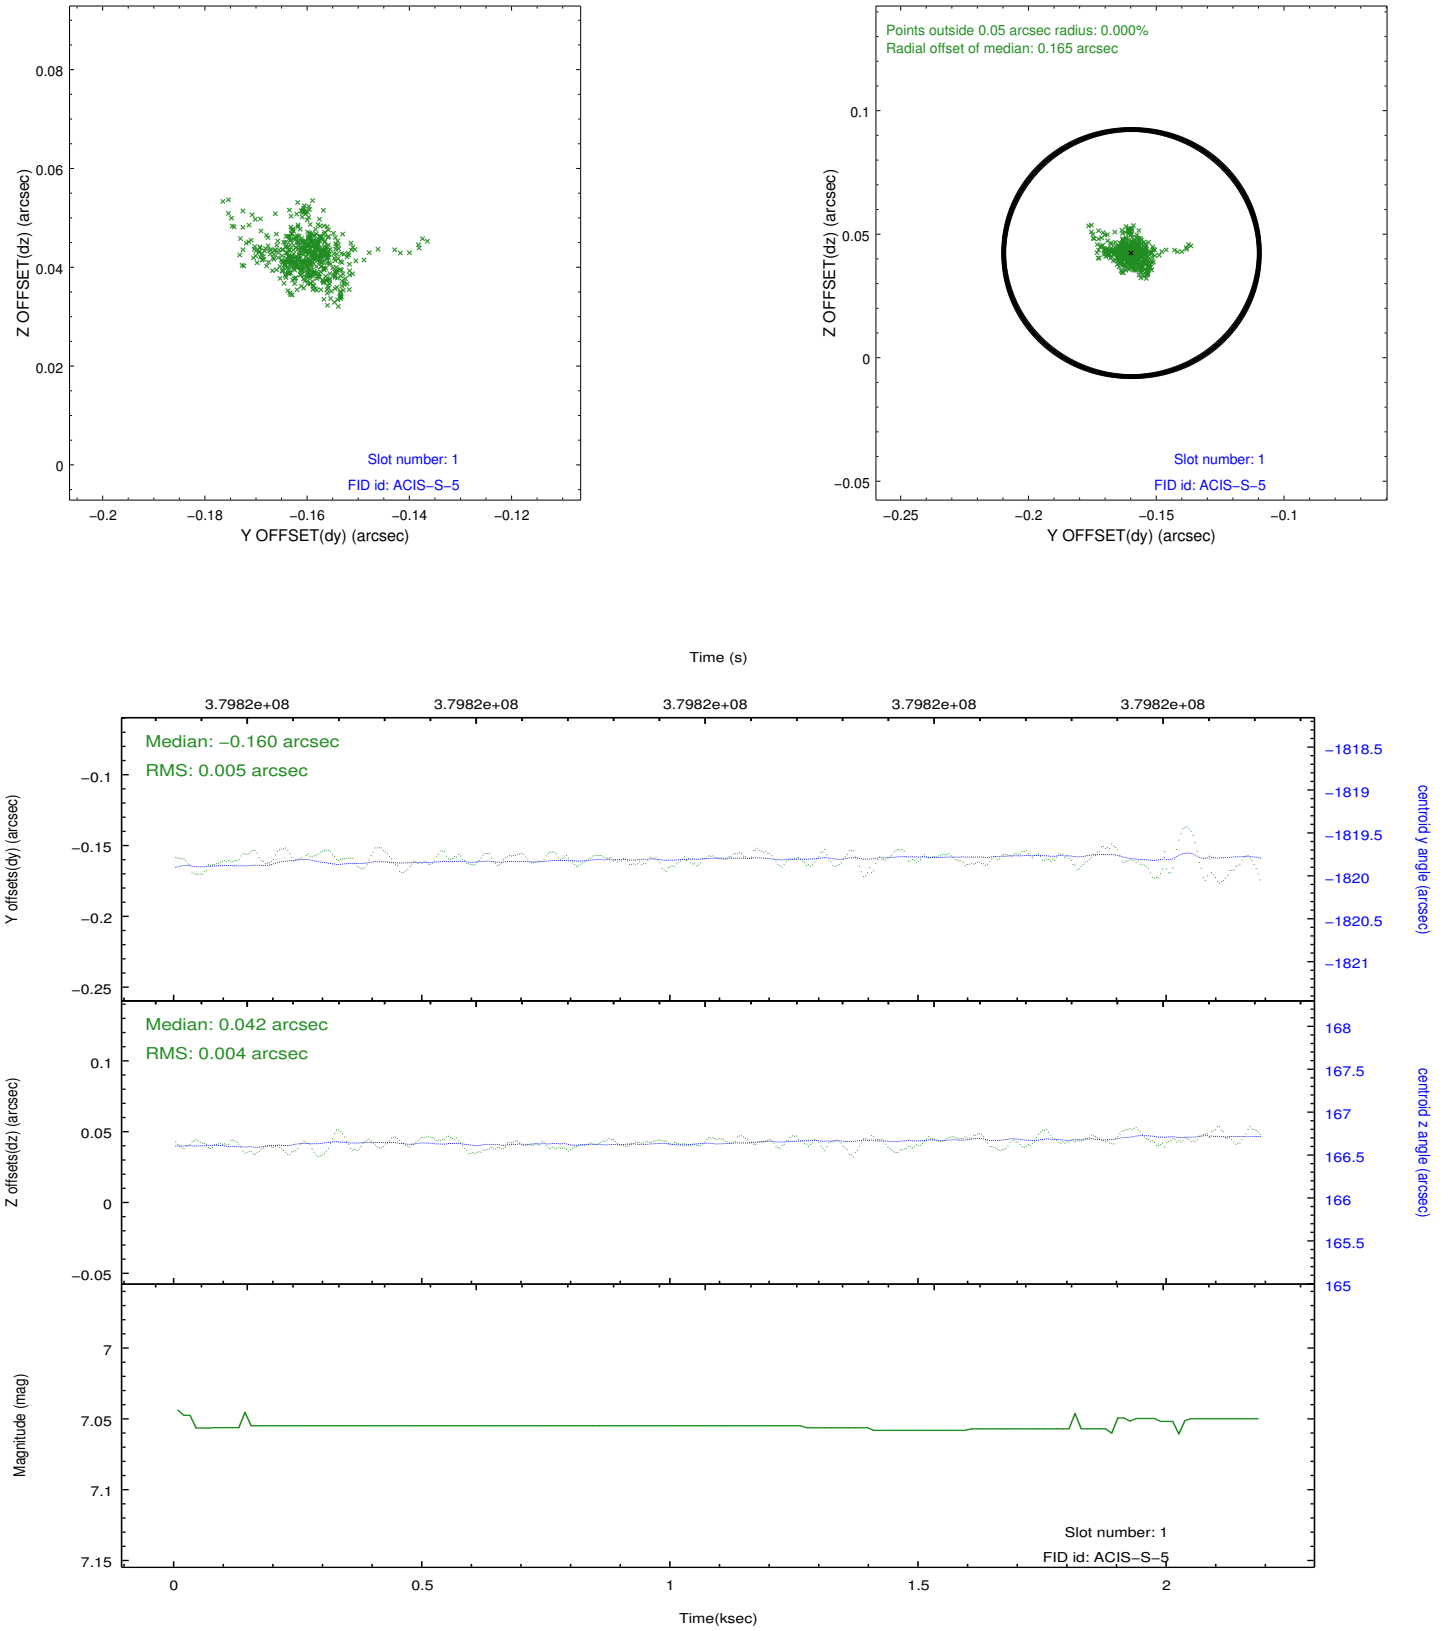 0.08
0.06
0.04
0.02
0
Z OFFSET(dz) (arcsec)
Slot number: 1
FID id: ACIS−S−5
−0.2
−0.18
−0.16
−0.14
−0.12
Y OFFSET(dy) (arcsec)
Points outside 0.05 arcsec radius: 0.000%
Radial offset of median: 0.165 arcsec
0.1
0.05
0
−0.05
Z OFFSET(dz) (arcsec)
Slot number: 1
FID id: ACIS−S−5
−0.25
−0.2
−0.15
−0.1
Y OFFSET(dy) (arcsec)
Time (s)
3.7982e+08
3.7982e+08
3.7982e+08
3.7982e+08
3.7982e+08
Median: −0.160 arcsec
RMS: 0.005 arcsec
−0.1
−0.15
−0.2
−0.25
Y offsets(dy) (arcsec)
−1818.5
−1819
−1819.5
−1820
−1820.5
−1821
centroid y angle (arcsec)
Median: 0.042 arcsec
RMS: 0.004 arcsec
0.1
0.05
0
−0.05
Z offsets(dz) (arcsec)
168
167.5
167
166.5
166
165.5
165
centroid z angle (arcsec)
7
7.05
7.1
7.15
Magnitude (mag)
Slot number: 1
FID id: ACIS−S−5
0
0.5
1
1.5
2
Time(ksec)